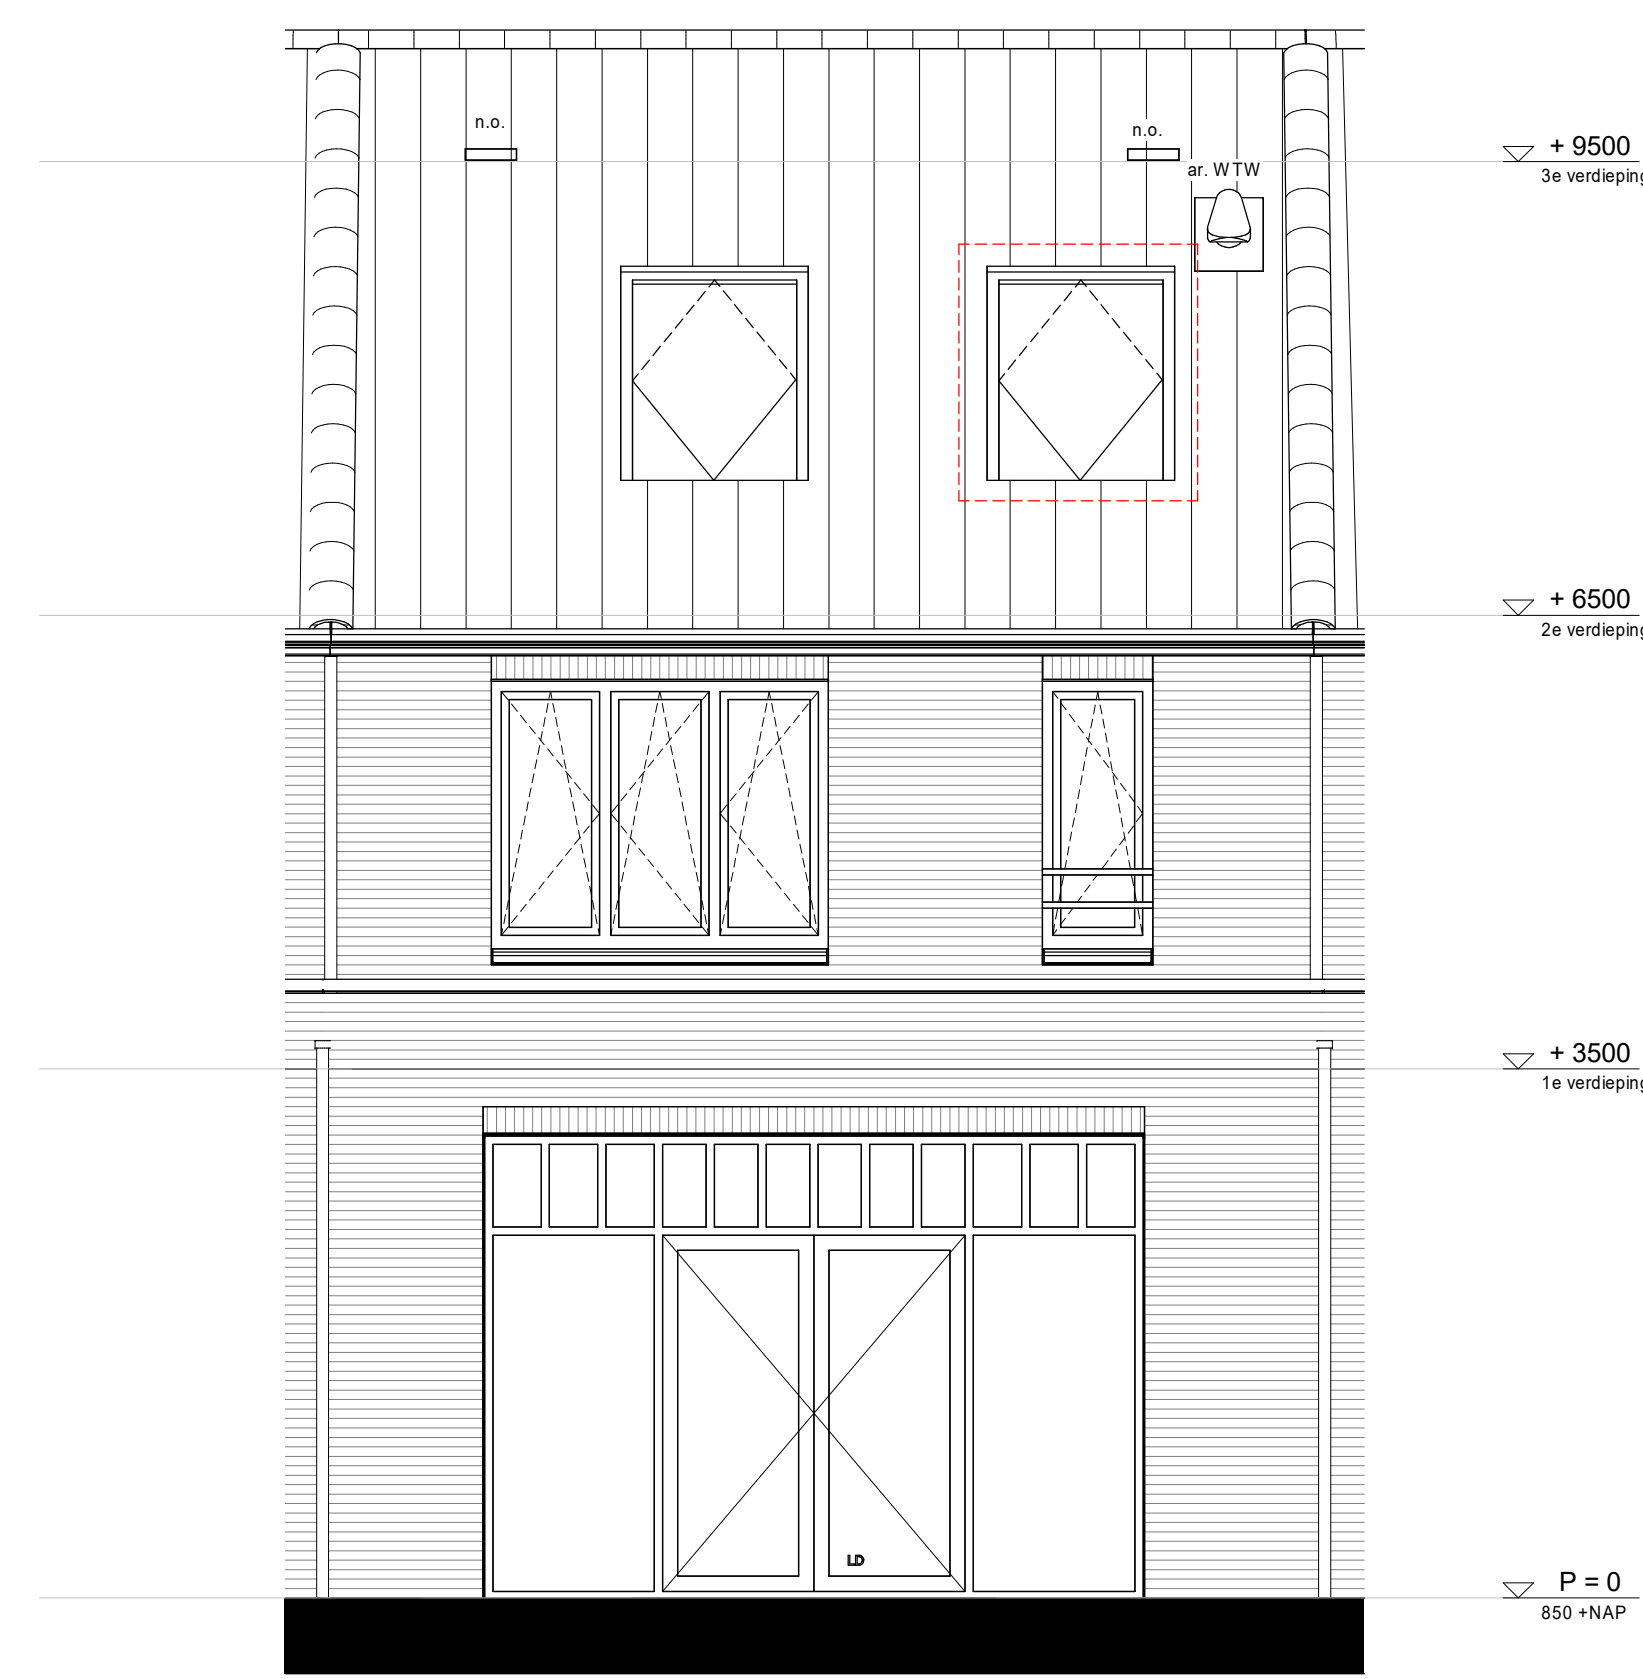 n.o.
n.o.
+ 9500
ar. WTW
3e verdieping
+ 6500
2e verdieping
+ 3500
1e verdieping
LD
P = 0
850 +NAP